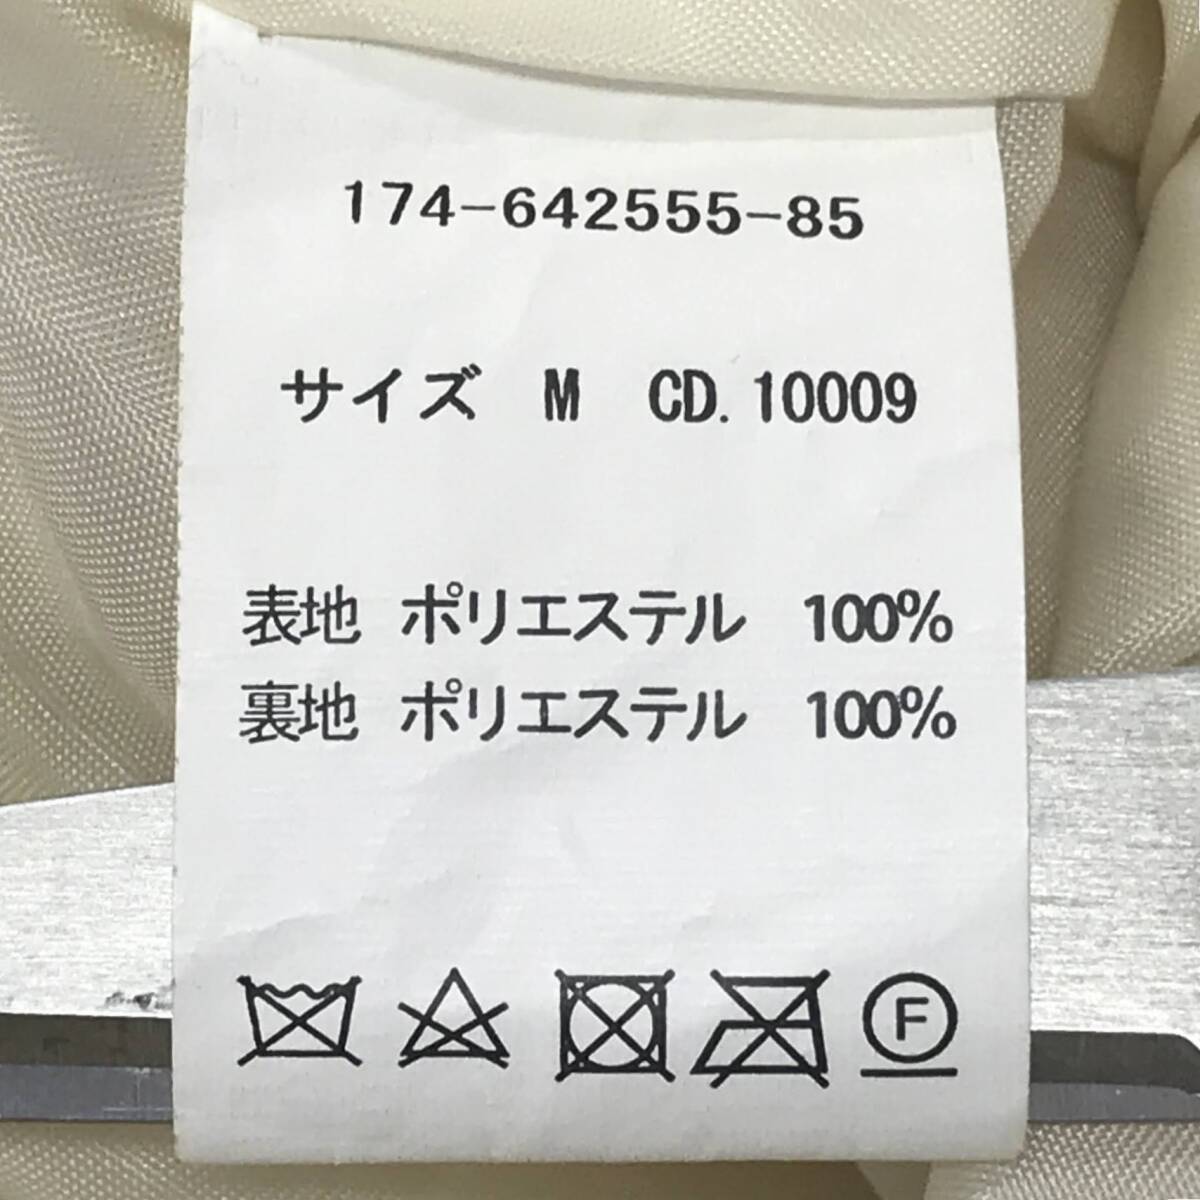 174-642555-85
サイズ M CD.10009
表地 ポリエステル 100%
裏地 ポリエステル 100%
F